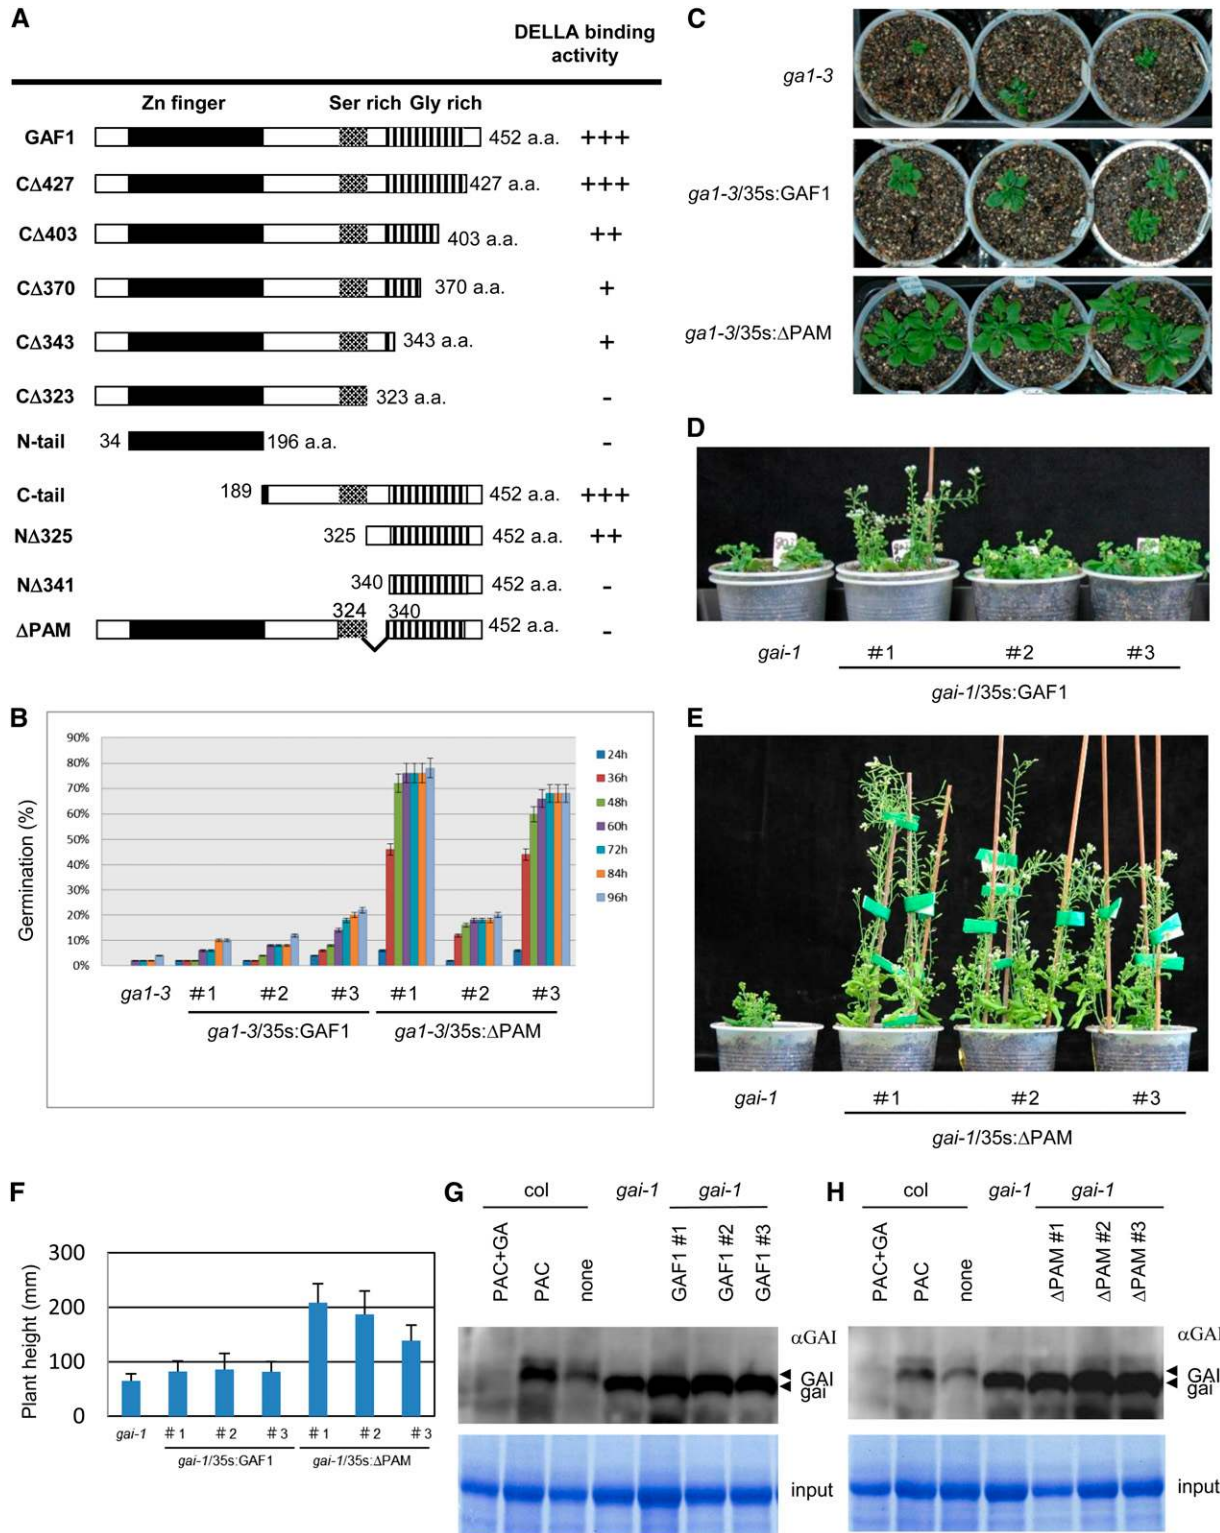 A
DELLA binding
activity
Zn finger Ser rich Gly rich
GAF1 452 a.a. +++
CΔ427 427 a.a. +++
CΔ403 403 a.a. ++
CΔ370 370 a.a. +
CΔ343 343 a.a. +
CΔ323 323 a.a. -
N-tail 34 196 a.a. -
C-tail 189 452 a.a. +++
NΔ325 325 452 a.a. ++
NΔ341 340 452 a.a. -
324 340
ΔPAM 452 a.a. -
B
90%
80%
70%
60%
50%
40%
30%
20%
10%
0%
Germination (%)
24h
36h
48h
60h
72h
84h
96h
ga1-3 #1 #2 #3 #1 #2 #3
ga1-3/35s:GAF1 ga1-3/35s:ΔPAM
C
ga1-3
ga1-3/35s:GAF1
ga1-3/35s:ΔPAM
D
gai-1 #1 #2 #3
gai-1/35s:GAF1
E
gai-1 #1 #2 #3
gai-1/35s:ΔPAM
F
300
200
100
0
Plant height (mm)
gai-1 #1 #2 #3 #1 #2 #3
gai-1/35s:GAF1 gai-1/35s:ΔPAM
G
col gai-1 gai-1
PAC+GA PAC none GAF1 #1 GAF1 #2 GAF1 #3
αGAI
GAI
gai
input
H
col gai-1 gai-1
PAC+GA PAC none ΔPAM #1 ΔPAM #2 ΔPAM #3
αGAI
GAI
gai
input